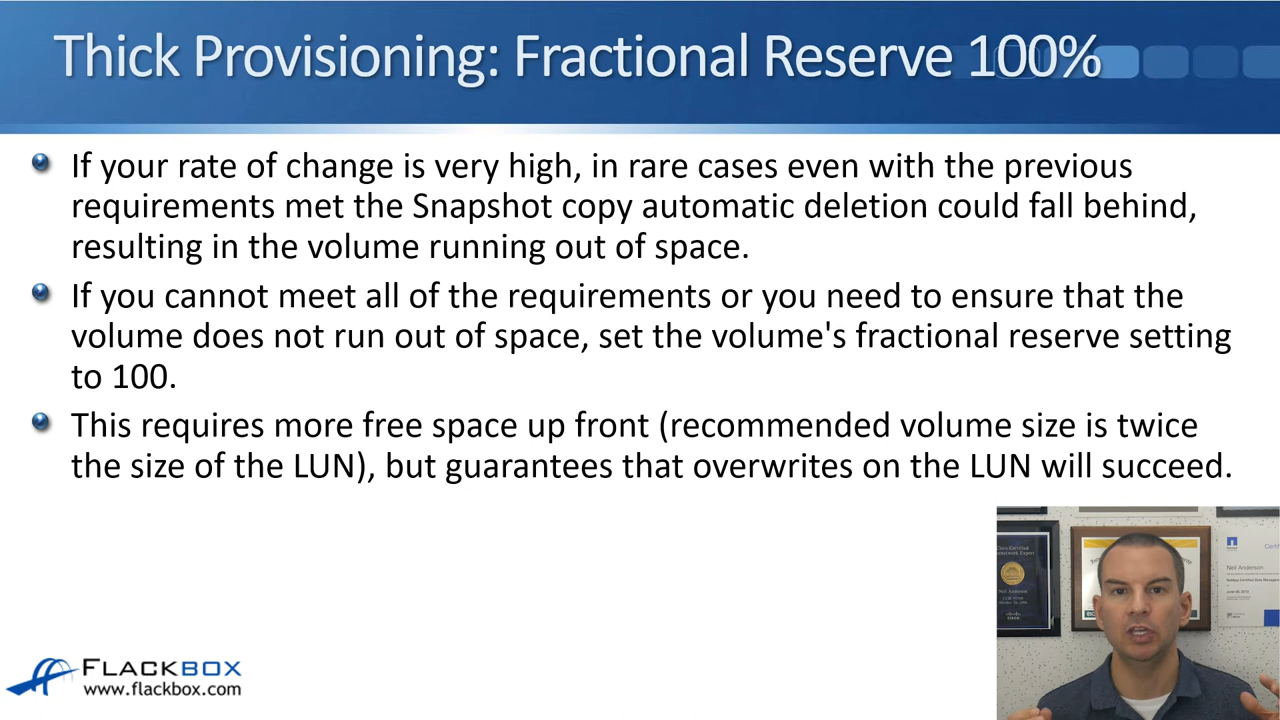 Thick Provisioning: Fractional Reserve 100%
If your rate of change is very high, in rare cases even with the previous
requirements met the Snapshot copy automatic deletion could fall behind,
resulting in the volume running out of space.
If you cannot meet all of the requirements or you need to ensure that the
volume does not run out of space, set the volume's fractional reserve setting
to 100.
This requires more free space up front (recommended volume size is twice
the size of the LUN), but guarantees that overwrites on the LUN will succeed.
Neil Anderson
Neil Anderson
FLACKBOX
www.flackbox.com